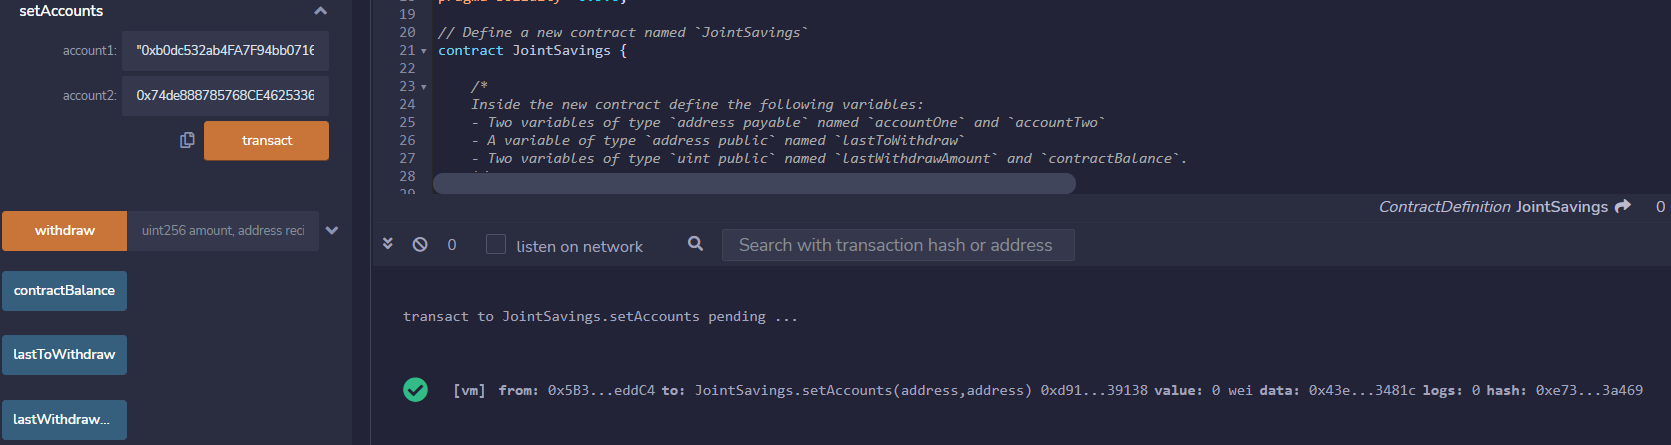 setAccounts
account1: "0xb0dc532ab4FA7F94bb0716
account2: 0x74de888785768CE4625336
transact
withdraw uint256 amount, address reci
contractBalance
lastToWithdraw
lastWithdraw...
19
20 // Define a new contract named `JointSavings`
21 contract JointSavings {
22
23 /*
24 Inside the new contract define the following variables:
25 - Two variables of type `address payable` named `accountOne` and `accountTwo`
26 - A variable of type `address public` named `lastToWithdraw`
27 - Two variables of type `uint public` named `lastWithdrawAmount` and `contractBalance`.
28
ContractDefinition JointSavings 0
0 listen on network Search with transaction hash or address
transact to JointSavings.setAccounts pending ...
[vm] from: 0x5B3...eddC4 to: JointSavings.setAccounts(address,address) 0xd91...39138 value: 0 wei data: 0x43e...3481c logs: 0 hash: 0xe73...3a469